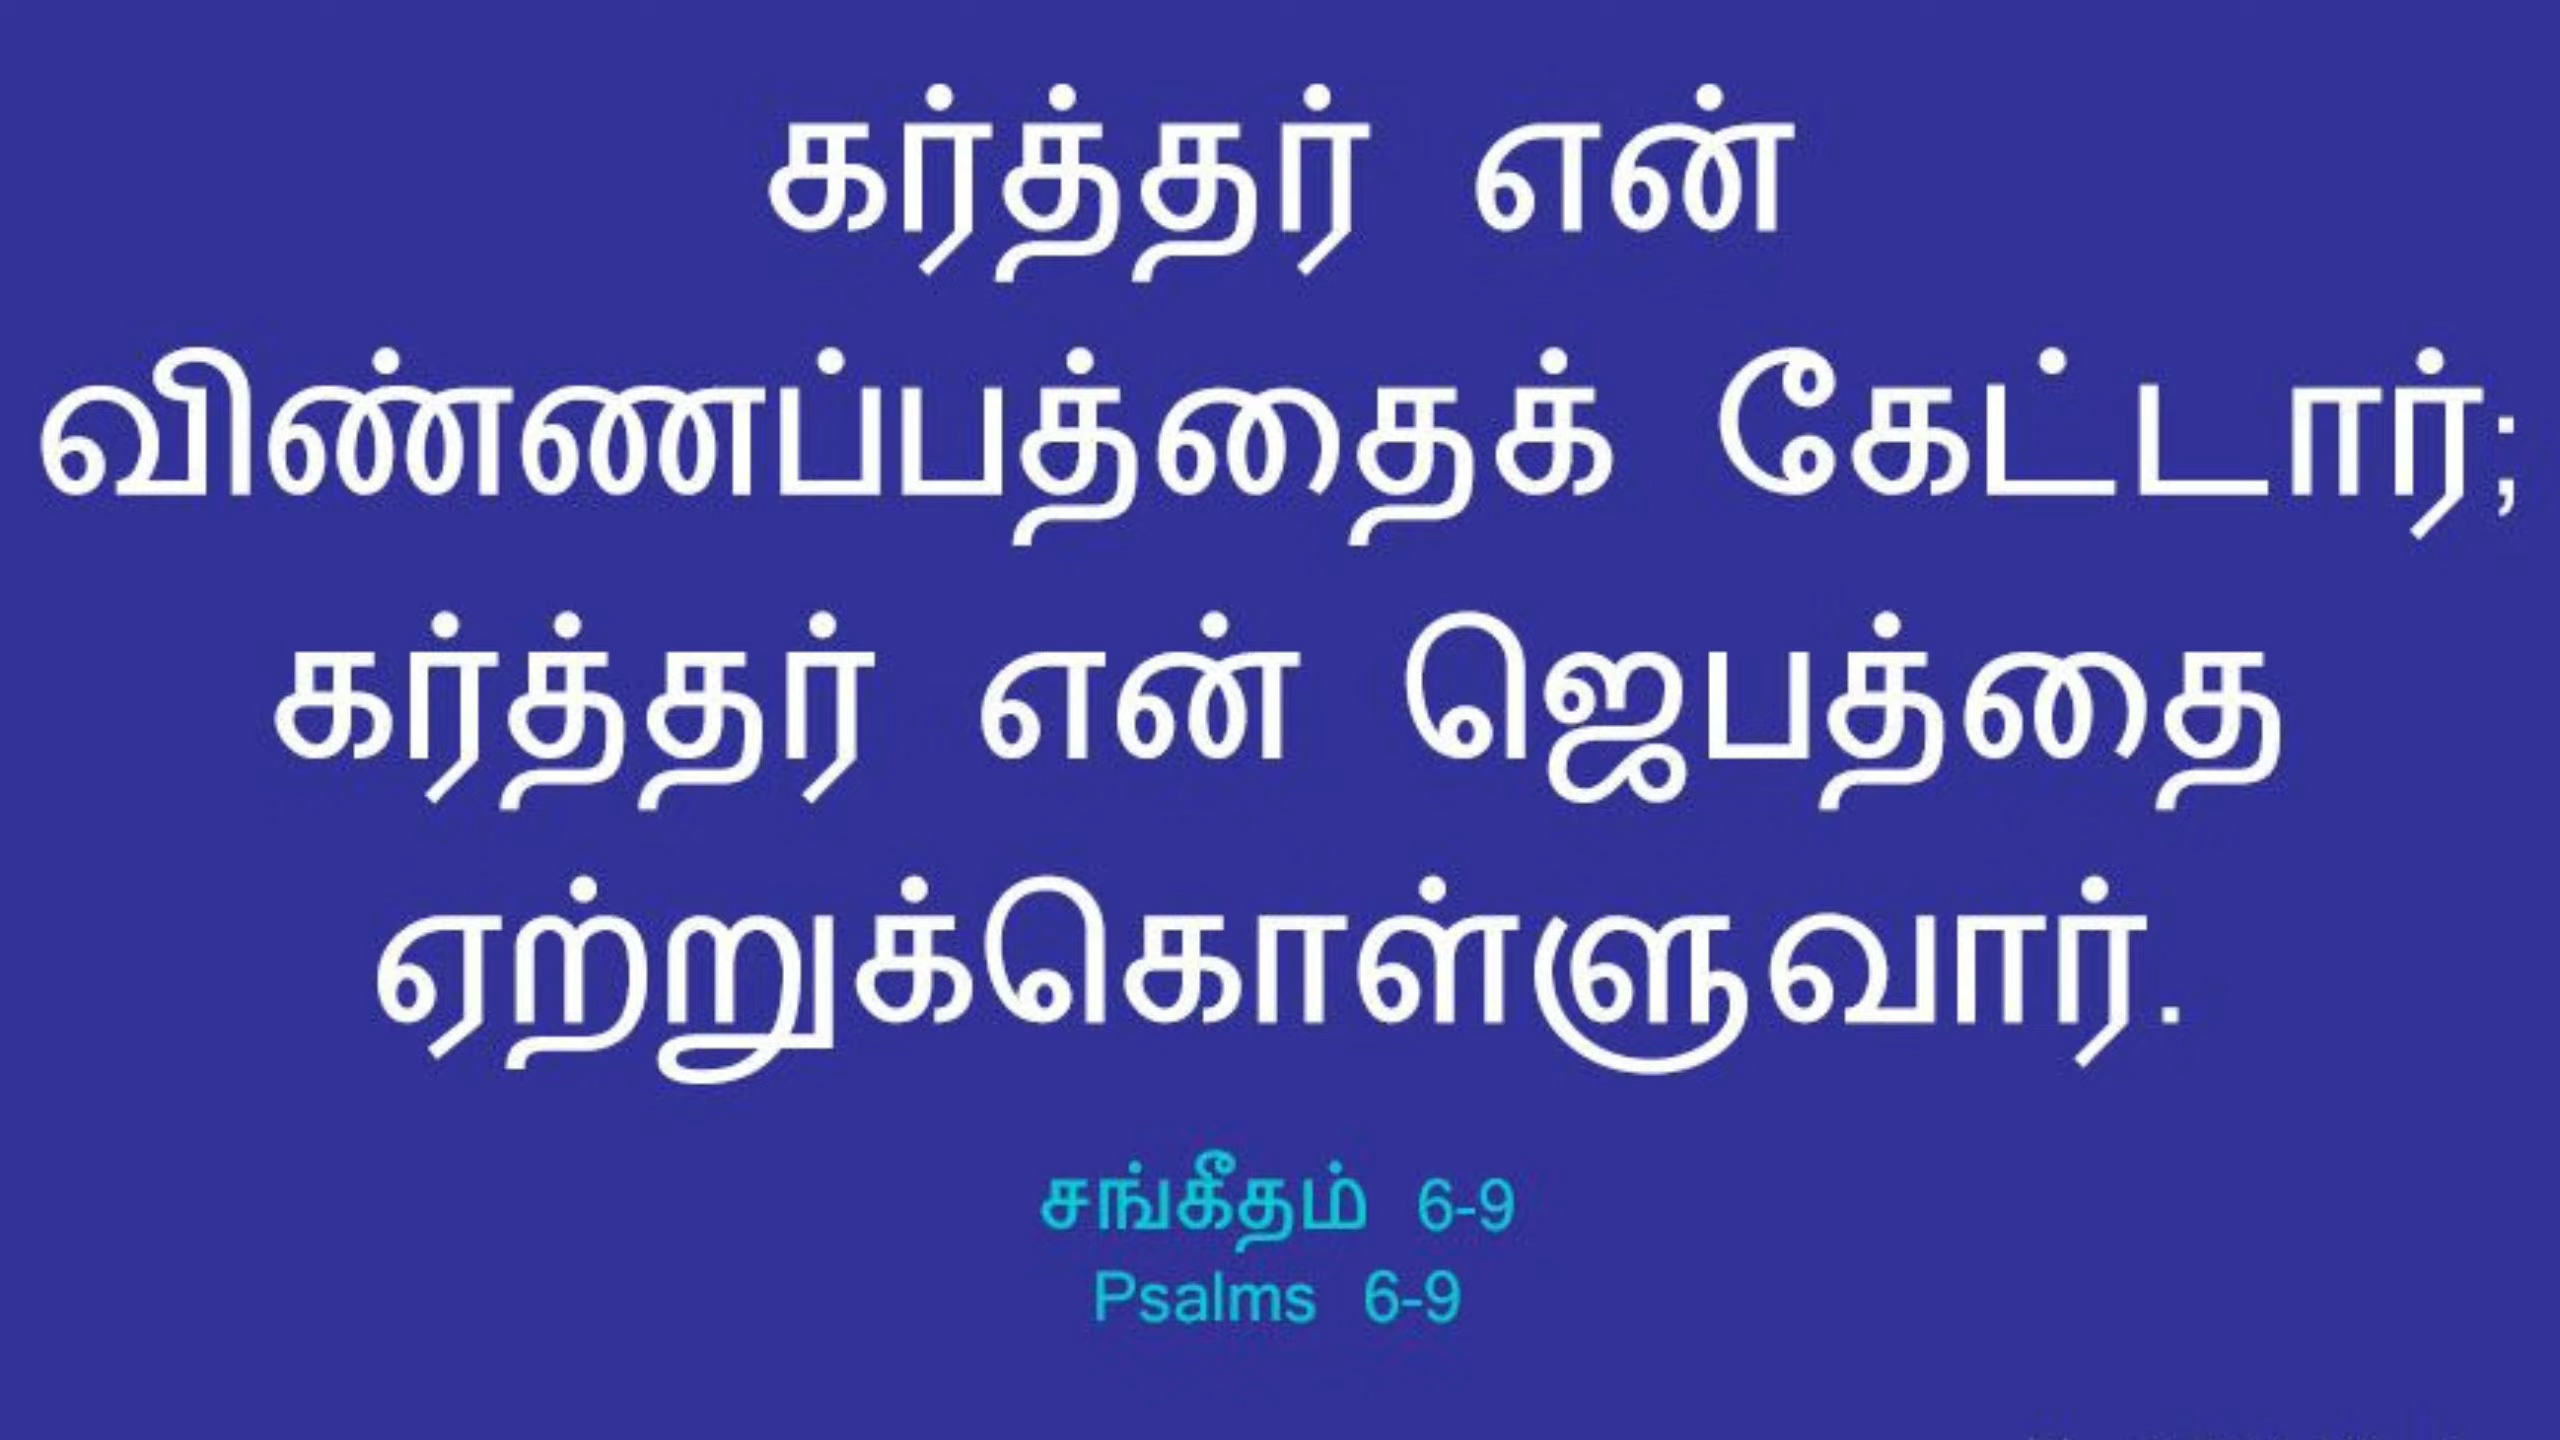 கர்த்தர் என்
விண்ணப்பத்தைக் கேட்டார்;
கர்த்தர் என் ஜெபத்தை
ஏற்றுக்கொள்ளுவார்.
சங்கீதம் 6-9
Psalms 6-9